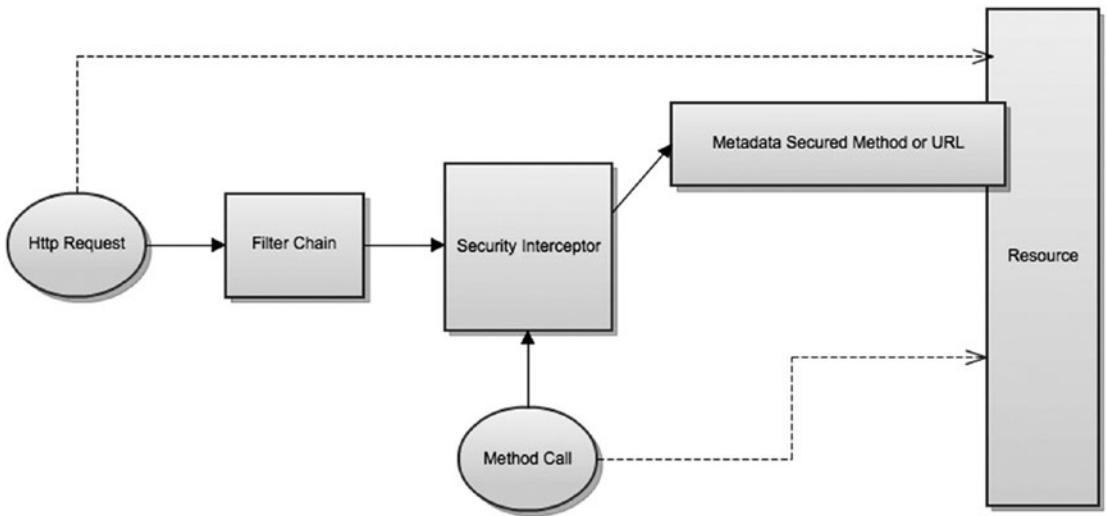 Metadata Secured Method or URL
Http Request
Filter Chain
Security Interceptor
Resource
Method Call